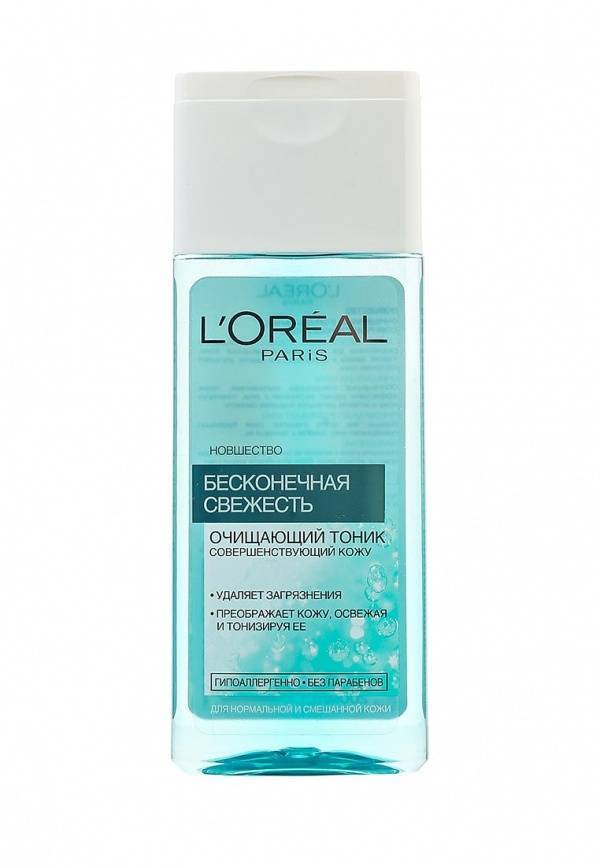 L'ORÉAL
PARiS
НОВШЕСТВО
БЕСКОНЕЧНАЯ
СВЕЖЕСТЬ
ОЧИЩАЮЩИЙ ТОНИК
СОВЕРШЕНСТВУЮЩИЙ КОЖУ
• УДАЛЯЕТ ЗАГРЯЗНЕНИЯ
• ПРЕОБРАЖАЕТ КОЖУ, ОСВЕЖАЯ
И ТОНИЗИРУЯ ЕЕ
ГИПОАЛЛЕРГЕННО • БЕЗ ПАРАБЕНОВ
ДЛЯ НОРМАЛЬНОЙ И СМЕШАННОЙ КОЖИ